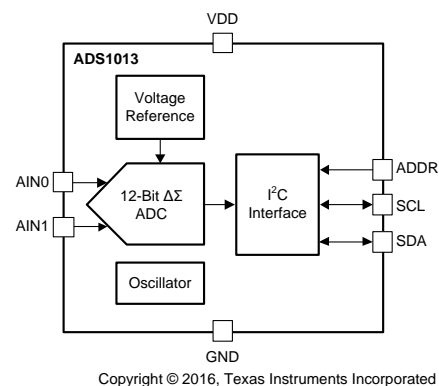 VDD
ADS1013
Voltage
Reference
AIN0
AIN1
12-Bit ΔΣ
ADC
I²C
Interface
ADDR
SCL
SDA
Oscillator
GND
Copyright © 2016, Texas Instruments Incorporated